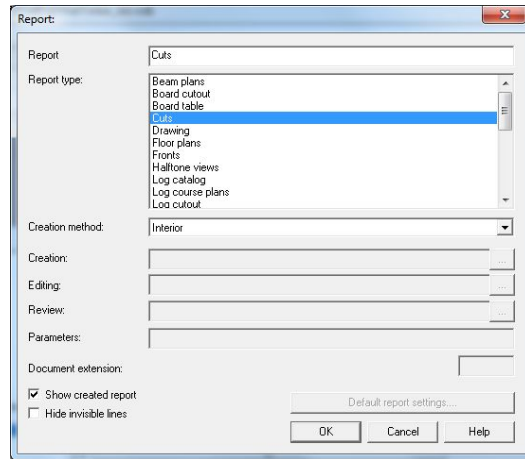 Report:
Report
Cuts
Report type:
Beam plans
Board cutout
Board table
Cuts
Drawing
Floor plans
Fronts
Halftone views
Log catalog
Log course plans
Log cutout
Creation method:
Interior
Creation:
...
Editing:
...
Review:
...
Parameters:
Document extension:
Show created report
Default report settings....
Hide invisible lines
OK
Cancel
Help